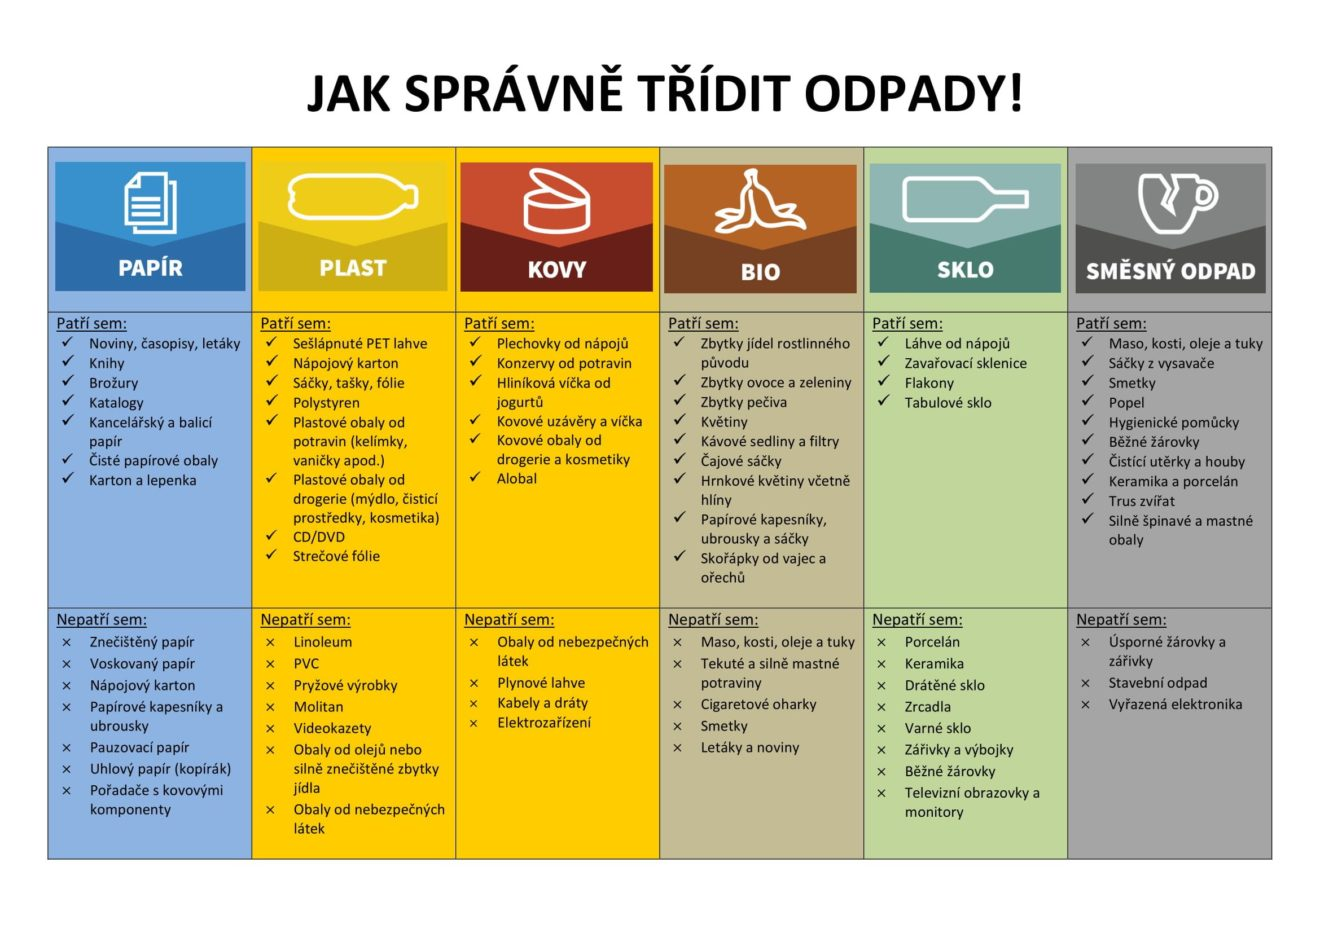 JAK SPRÁVNĚ TŘÍDIT ODPADY!
PAPÍR
PLAST
KOVY
BIO
SKLO
SMĚSNÝ ODPAD
Patří sem:
✓ Noviny, časopisy, letáky
✓ Knihy
✓ Brožury
✓ Katalogy
✓ Kancelářský a balicí
papír
✓ Čisté papírové obaly
✓ Karton a lepenka
Patří sem:
✓ Sešlápnuté PET lahve
✓ Nápojový karton
✓ Sáčky, tašky, fólie
✓ Polystyren
✓ Plastové obaly od
potravin (kelímky,
vaničky apod.)
✓ Plastové obaly od
drogerie (mýdlo, čisticí
prostředky, kosmetika)
✓ CD/DVD
✓ Strečové fólie
Patří sem:
✓ Plechovky od nápojů
✓ Konzervy od potravin
✓ Hliníková víčka od
jogurtů
✓ Kovové uzávěry a víčka
✓ Kovové obaly od
drogerie a kosmetiky
✓ Alobal
Patří sem:
✓ Zbytky jídel rostlinného
původu
✓ Zbytky ovoce a zeleniny
✓ Zbytky pečiva
✓ Květiny
✓ Kávové sedliny a filtry
✓ Čajové sáčky
✓ Hrnkové květiny včetně
hlíny
✓ Papírové kapesníky,
ubrousky a sáčky
✓ Skořápky od vajec a
ořechů
Patří sem:
✓ Láhve od nápojů
✓ Zavařovací sklenice
✓ Flakony
✓ Tabulové sklo
Patří sem:
✓ Maso, kosti, oleje a tuky
✓ Sáčky z vysavače
✓ Smetky
✓ Popel
✓ Hygienické pomůcky
✓ Běžné žárovky
✓ Čistící utěrky a houby
✓ Keramika a porcelán
✓ Trus zvířat
✓ Silně špinavé a mastné
obaly
Nepatří sem:
× Znečištěný papír
× Voskovaný papír
× Nápojový karton
× Papírové kapesníky a
ubrousky
× Pauzovací papír
× Uhlový papír (kopírák)
× Pořadače s kovovými
komponenty
Nepatří sem:
× Linoleum
× PVC
× Pryžové výrobky
× Molitan
× Videokazety
× Obaly od olejů nebo
silně znečištěné zbytky
jídla
× Obaly od nebezpečných
látek
Nepatří sem:
× Obaly od nebezpečných
látek
× Plynové lahve
× Kabely a dráty
× Elektrozařízení
Nepatří sem:
× Maso, kosti, oleje a tuky
× Tekuté a silně mastné
potraviny
× Cigaretové oharky
× Smetky
× Letáky a noviny
Nepatří sem:
× Porcelán
× Keramika
× Drátěné sklo
× Zrcadla
× Varné sklo
× Zářivky a výbojky
× Běžné žárovky
× Televizní obrazovky a
monitory
Nepatří sem:
× Úsporné žárovky a
zářivky
× Stavební odpad
× Vyřazená elektronika